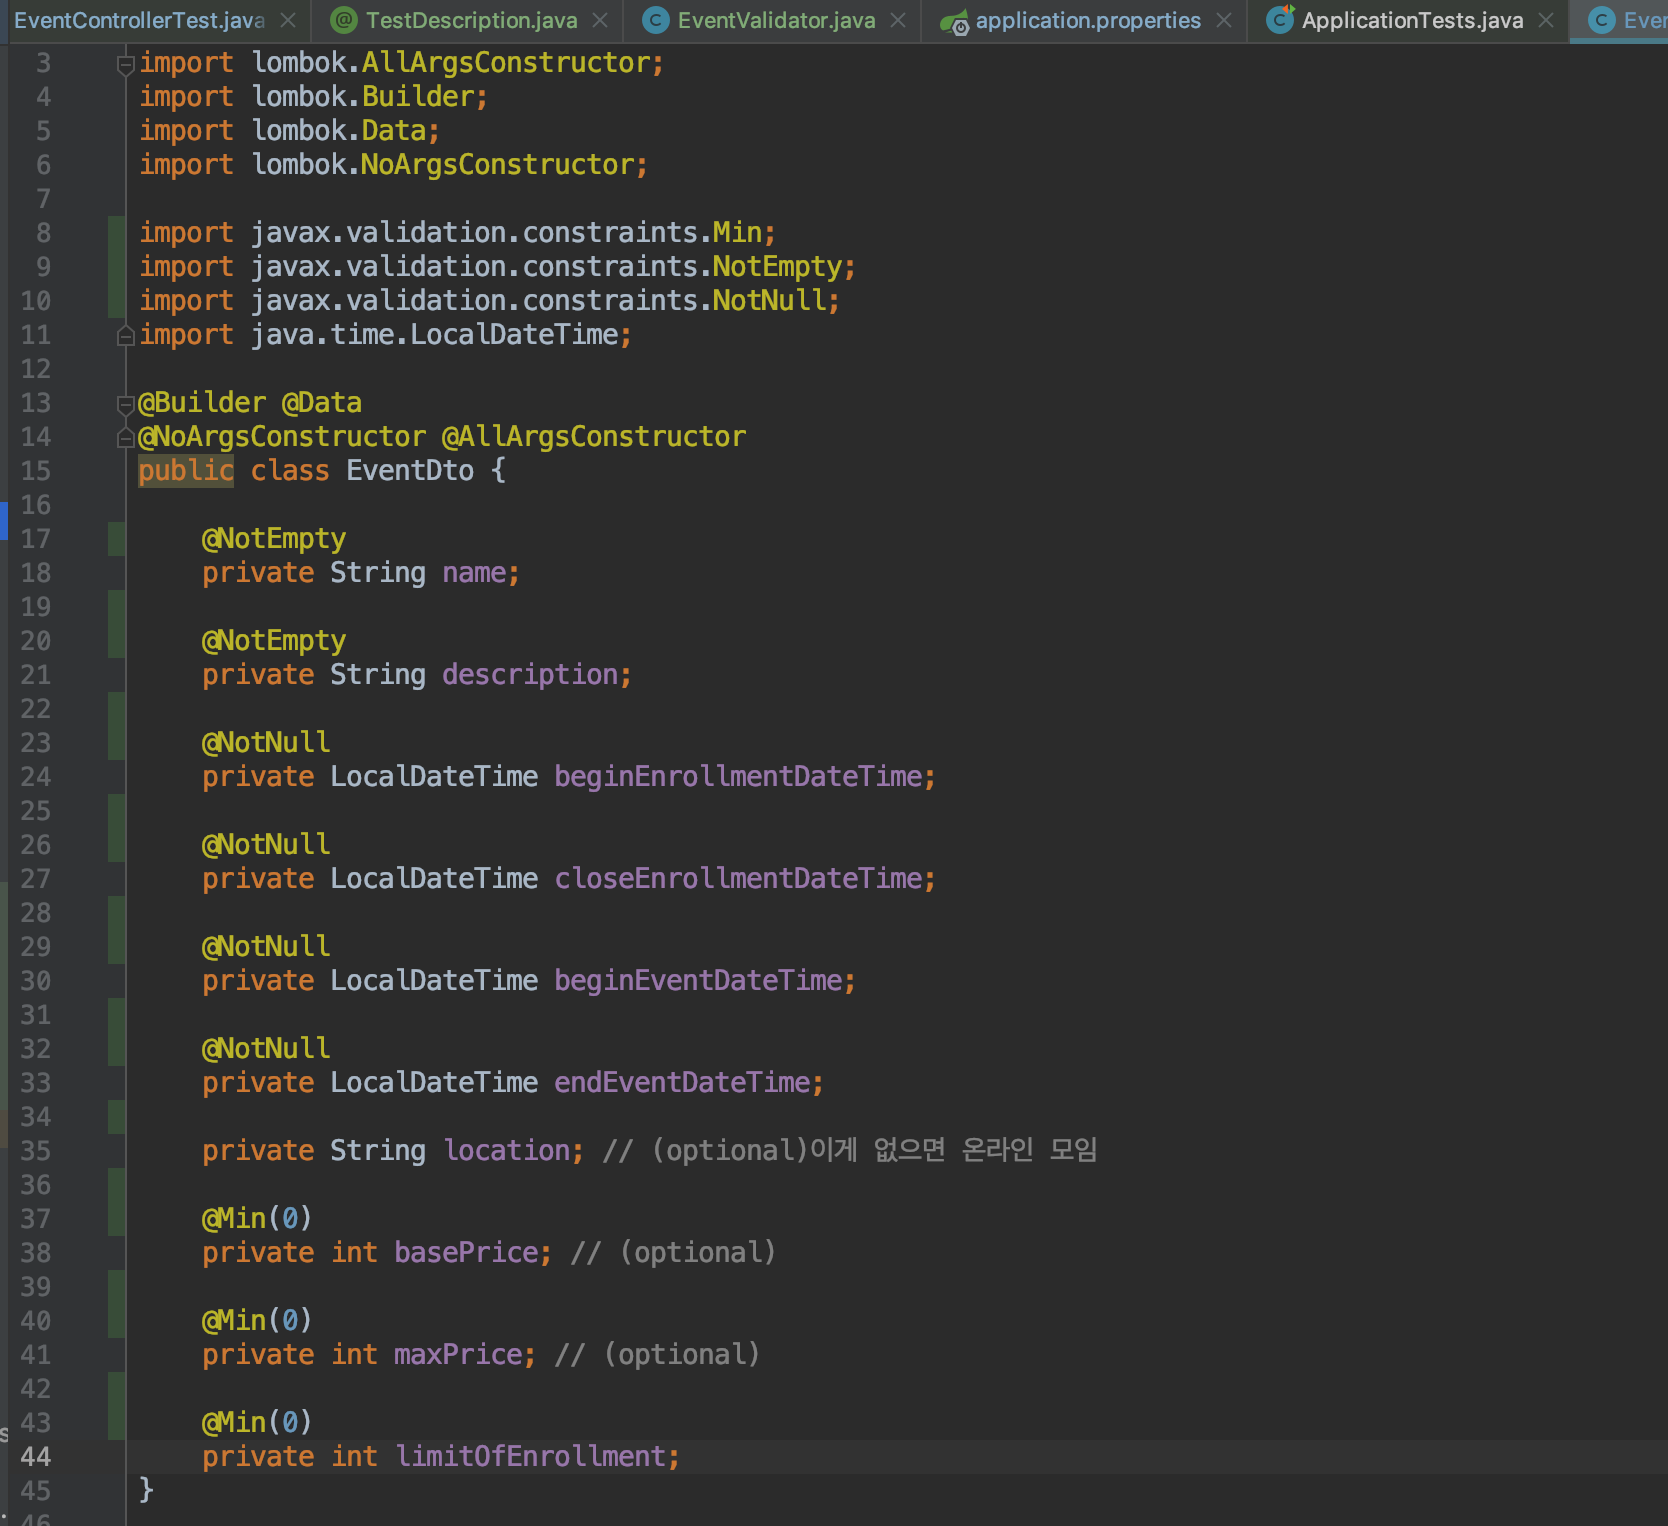 EventControllerTest.java TestDescription.java EventValidator.java application.properties ApplicationTests.java
3 import lombok.AllArgsConstructor;
4 import lombok.Builder;
5 import lombok.Data;
6 import lombok.NoArgsConstructor;
7
8 import javax.validation.constraints.Min;
9 import javax.validation.constraints.NotEmpty;
10 import javax.validation.constraints.NotNull;
11 import java.time.LocalDateTime;
12
13 @Builder @Data
14 @NoArgsConstructor @AllArgsConstructor
15 public class EventDto {
16
17 @NotEmpty
18 private String name;
19
20 @NotEmpty
21 private String description;
22
23 @NotNull
24 private LocalDateTime beginEnrollmentDateTime;
25
26 @NotNull
27 private LocalDateTime closeEnrollmentDateTime;
28
29 @NotNull
30 private LocalDateTime beginEventDateTime;
31
32 @NotNull
33 private LocalDateTime endEventDateTime;
34
35 private String location; // (optional)이게 없으면 온라인 모임
36
37 @Min(0)
38 private int basePrice; // (optional)
39
40 @Min(0)
41 private int maxPrice; // (optional)
42
43 @Min(0)
44 private int limitOfEnrollment;
45 }
46